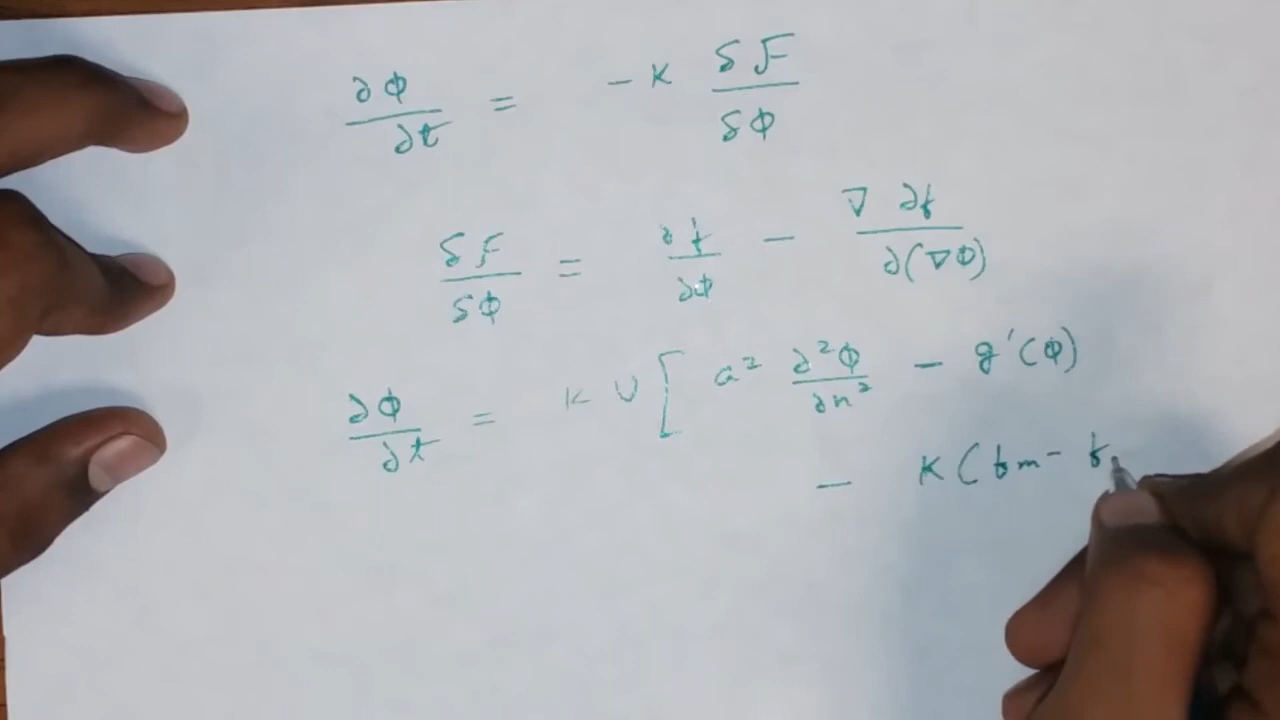 ∂Φ/∂t = - K δF/δΦ
δF/δΦ = ∂f/∂Φ - ∇ ∂f/∂(∇Φ)
∂Φ/∂t = K U [ a² ∂²Φ/∂n² - g'(Φ)
- K (fm - f